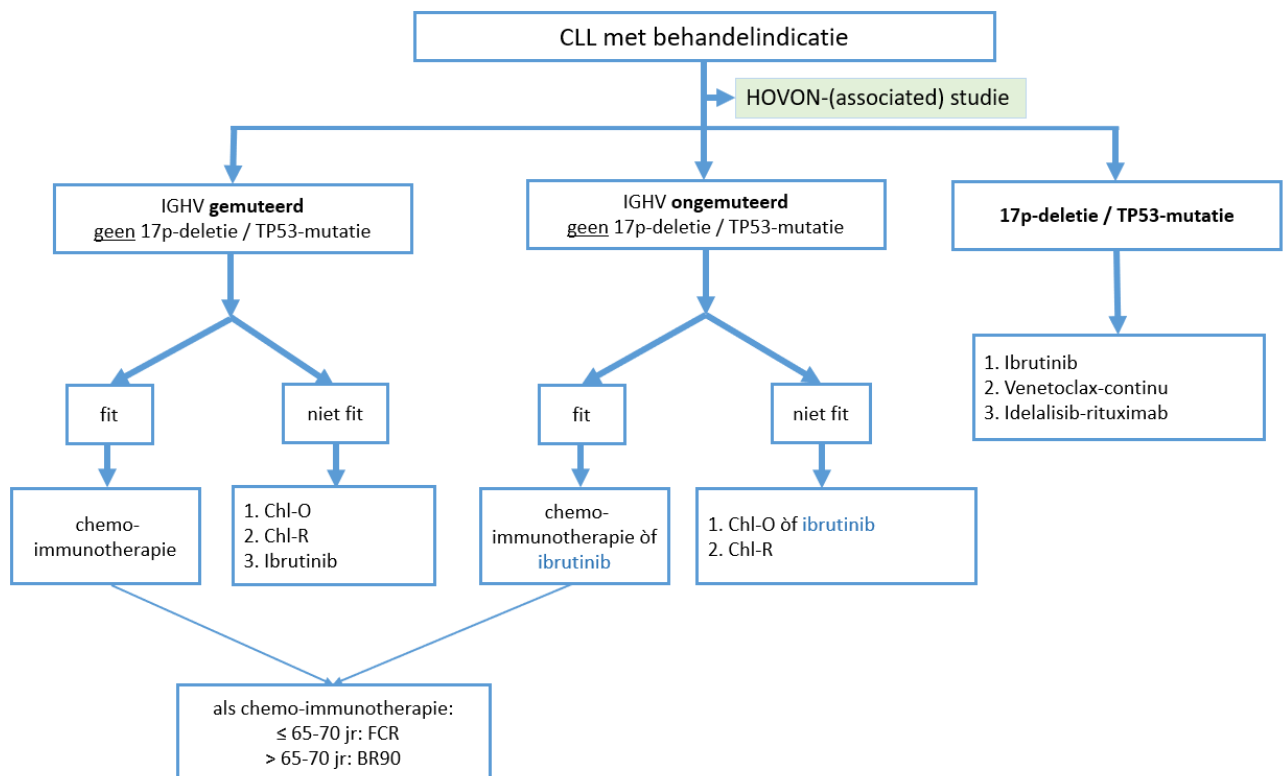 CLL met behandelindicatie
HOVON-(associated) studie
IGHV gemuteerd
geen 17p-deletie / TP53-mutatie
IGHV ongemuteerd
geen 17p-deletie / TP53-mutatie
17p-deletie / TP53-mutatie
fit
niet fit
fit
niet fit
1. Ibrutinib
2. Venetoclax-continu
3. Idelalisib-rituximab
chemo-
immunotherapie
1. Chl-O
2. Chl-R
3. Ibrutinib
chemo-
immunotherapie òf
ibrutinib
1. Chl-O òf ibrutinib
2. Chl-R
als chemo-immunotherapie:
≤ 65-70 jr: FCR
> 65-70 jr: BR90